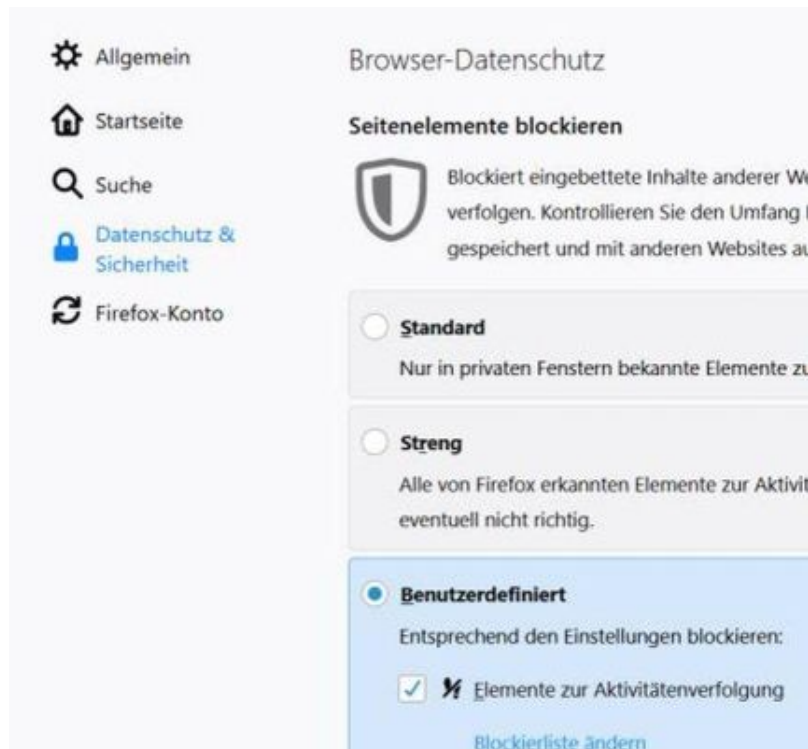 Allgemein
Startseite
Suche
Datenschutz &
Sicherheit
Firefox-Konto
Browser-Datenschutz
Seitenelemente blockieren
Blockiert eingebettete Inhalte anderer
verfolgen. Kontrollieren Sie den Umfang
gespeichert und mit anderen Websites
Standard
Nur in privaten Fenstern bekannte Elemente
Streng
Alle von Firefox erkannten Elemente zur
eventuell nicht richtig.
Benutzerdefiniert
Entsprechend den Einstellungen blockieren:
Elemente zur Aktivitätenverfolgung
Blockierliste ändern